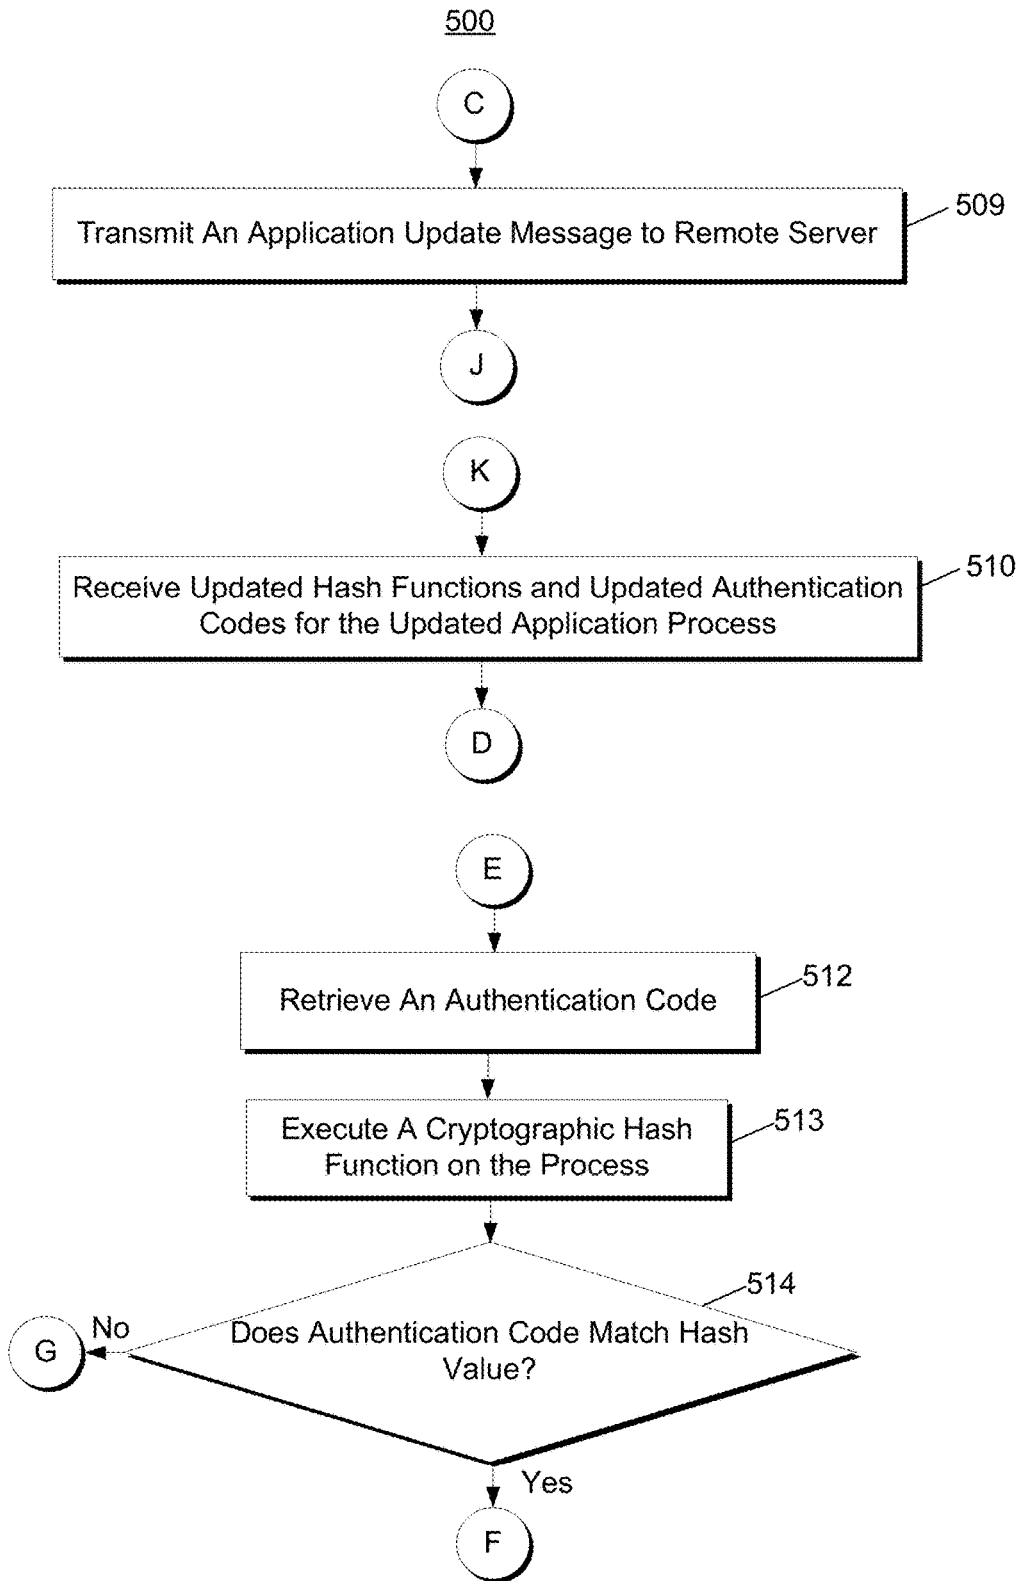 500
C
Transmit An Application Update Message to Remote Server
509
J
K
Receive Updated Hash Functions and Updated Authentication
Codes for the Updated Application Process
510
D
E
Retrieve An Authentication Code
512
Execute A Cryptographic Hash
Function on the Process
513
514
Does Authentication Code Match Hash
Value?
No
G
Yes
F